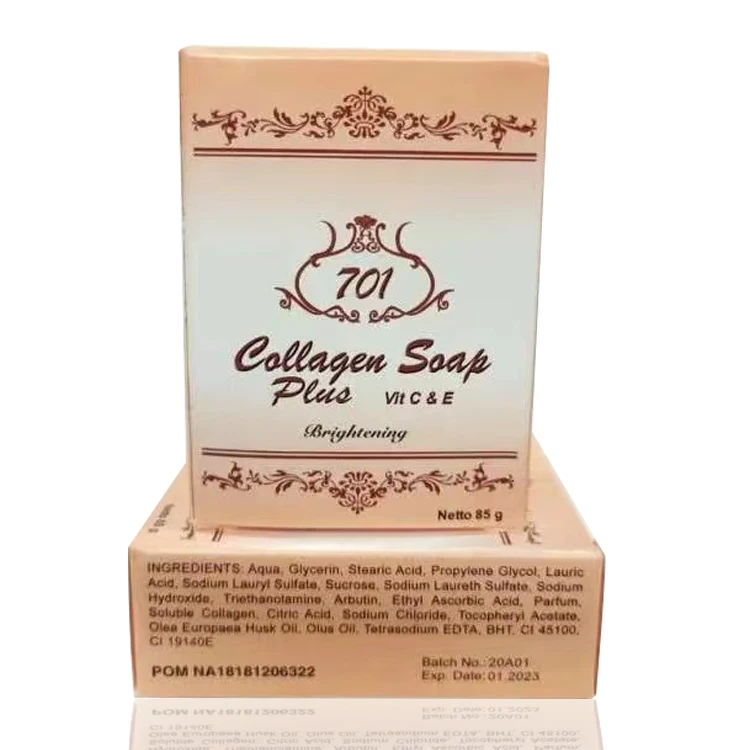 701
Collagen Soap
Plus Vit C & E
Brightening
Netto 85 g
INGREDIENTS: Aqua, Glycerin, Stearic Acid, Propylene Glycol, Lauric
Acid, Sodium Lauryl Sulfate, Sucrose, Sodium Laureth Sulfate, Sodium
Hydroxide, Triethanolamine, Arbutin, Ethyl Ascorbic Acid, Parfum,
Soluble Collagen, Citric Acid, Sodium Chloride, Tocopheryl Acetate,
Olea Europaea Husk Oil, Olus Oil, Tetrasodium EDTA, BHT, CI 45100,
CI 19140E
POM NA18181206322
Batch No.: 20A01
Exp. Date: 01.2023